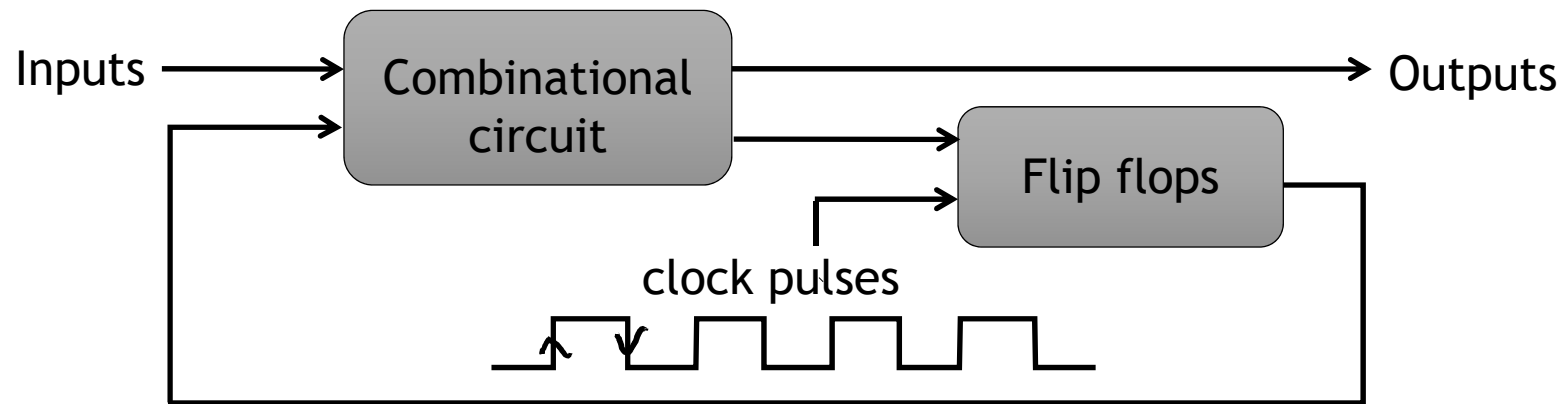 Inputs
Combinational
circuit
Outputs
Flip flops
clock pulses